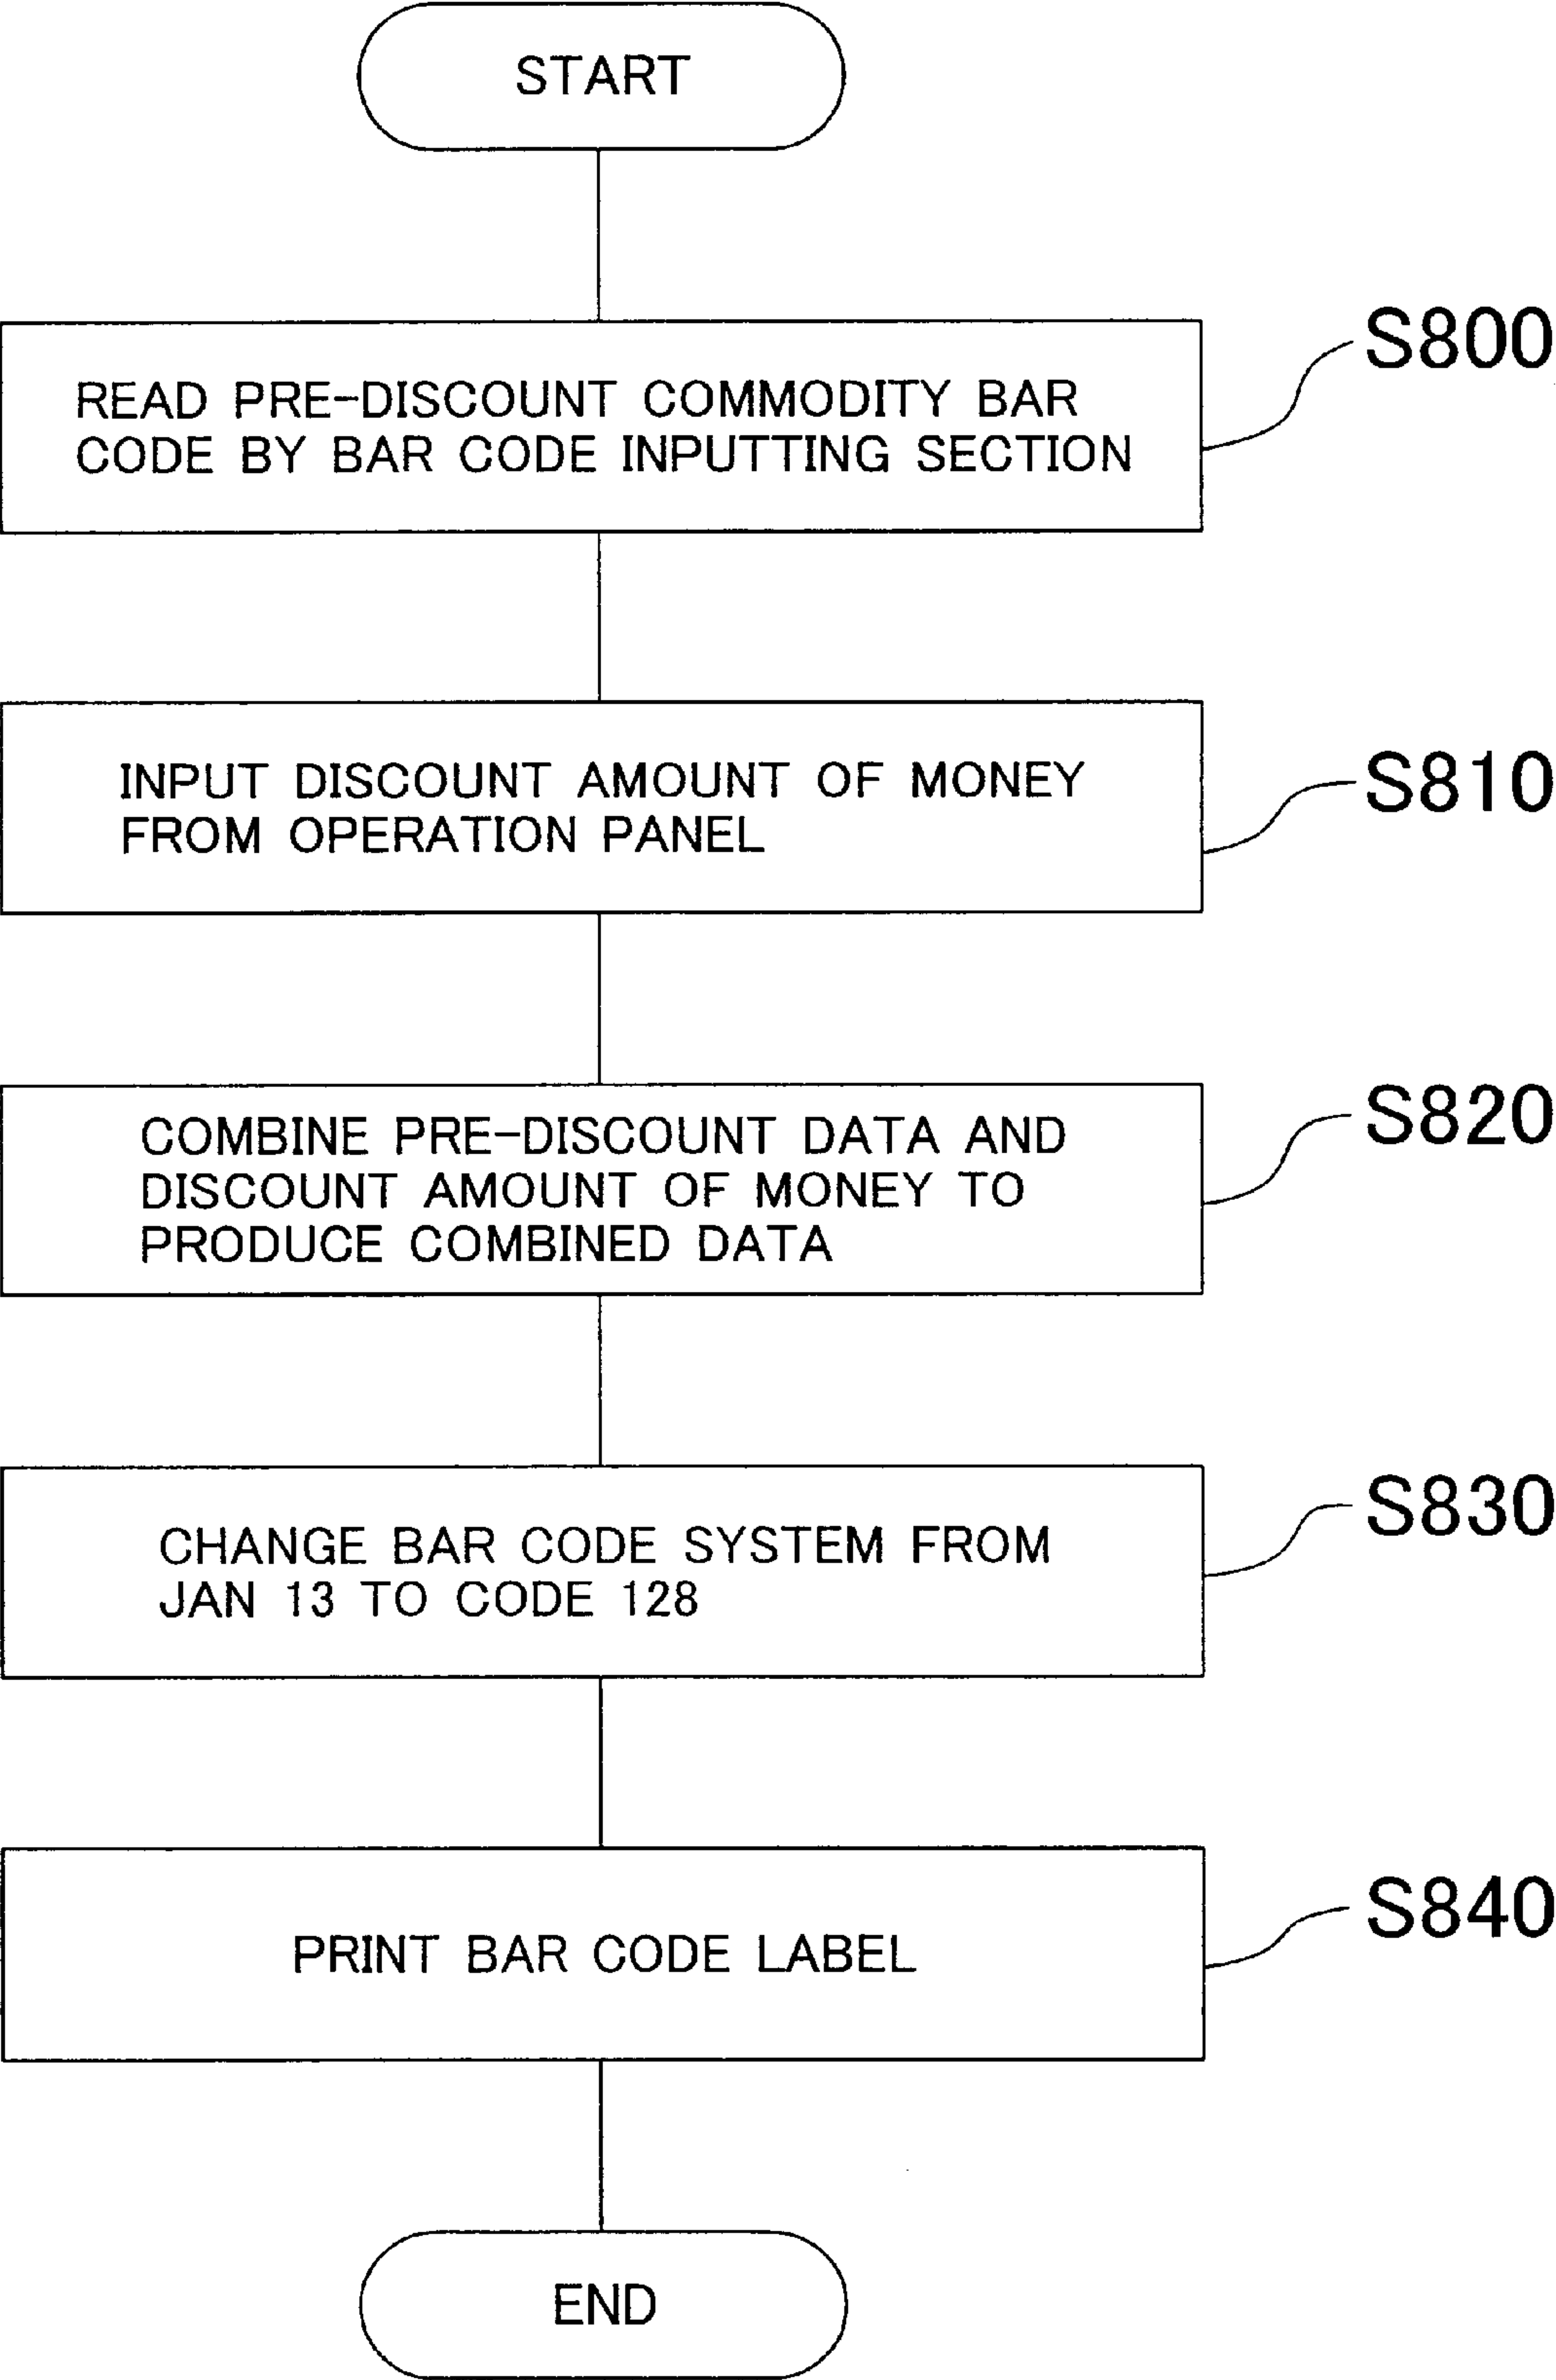 START
S800
READ PRE-DISCOUNT COMMODITY BAR
CODE BY BAR CODE INPUTTING SECTION
S810
INPUT DISCOUNT AMOUNT OF MONEY
FROM OPERATION PANEL
S820
COMBINE PRE-DISCOUNT DATA AND
DISCOUNT AMOUNT OF MONEY TO
PRODUCE COMBINED DATA
S830
CHANGE BAR CODE SYSTEM FROM
JAN 13 TO CODE 128
S840
PRINT BAR CODE LABEL
END